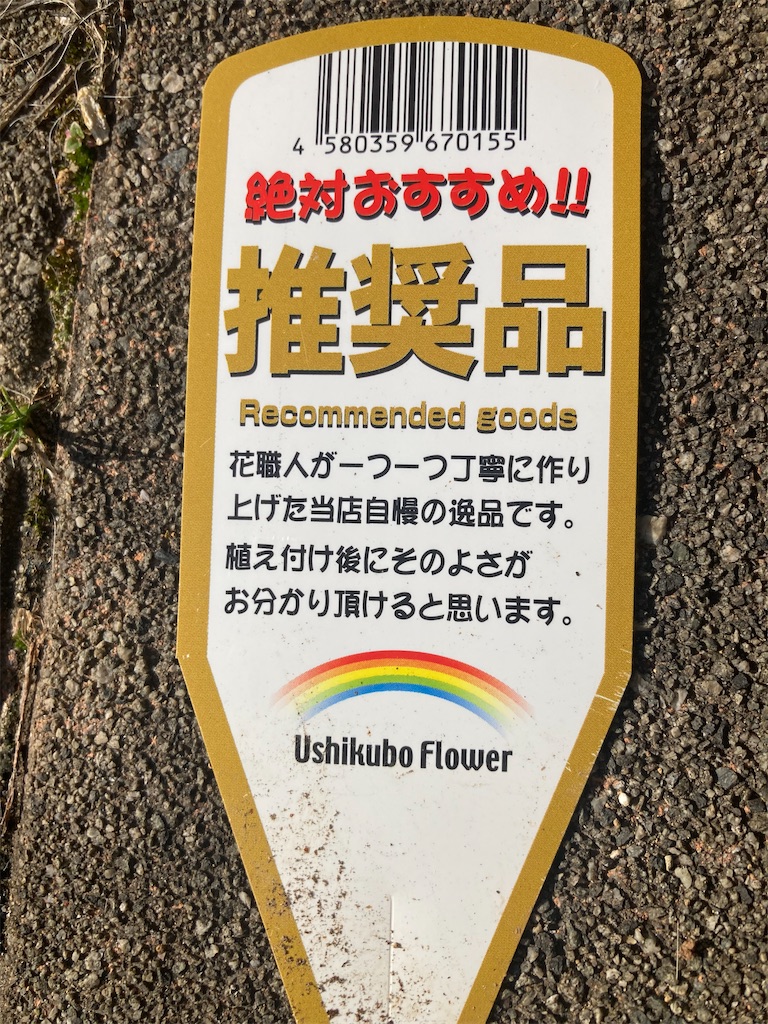 4 580359 670155
絶対おすすめ!!
推奨品
Recommended goods
花職人が一つ一つ丁寧に作り
上げた当店自慢の逸品です。
植え付け後にそのよさが
お分かり頂けると思います。
Ushikubo Flower